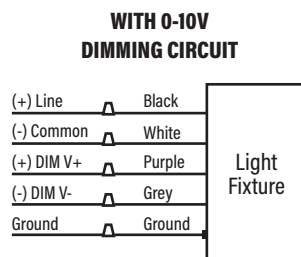 WITH 0-10V
DIMMING CIRCUIT
(+) Line Black
(-) Common White
(+) DIM V+ Purple
(-) DIM V- Grey
Ground Ground
Light
Fixture